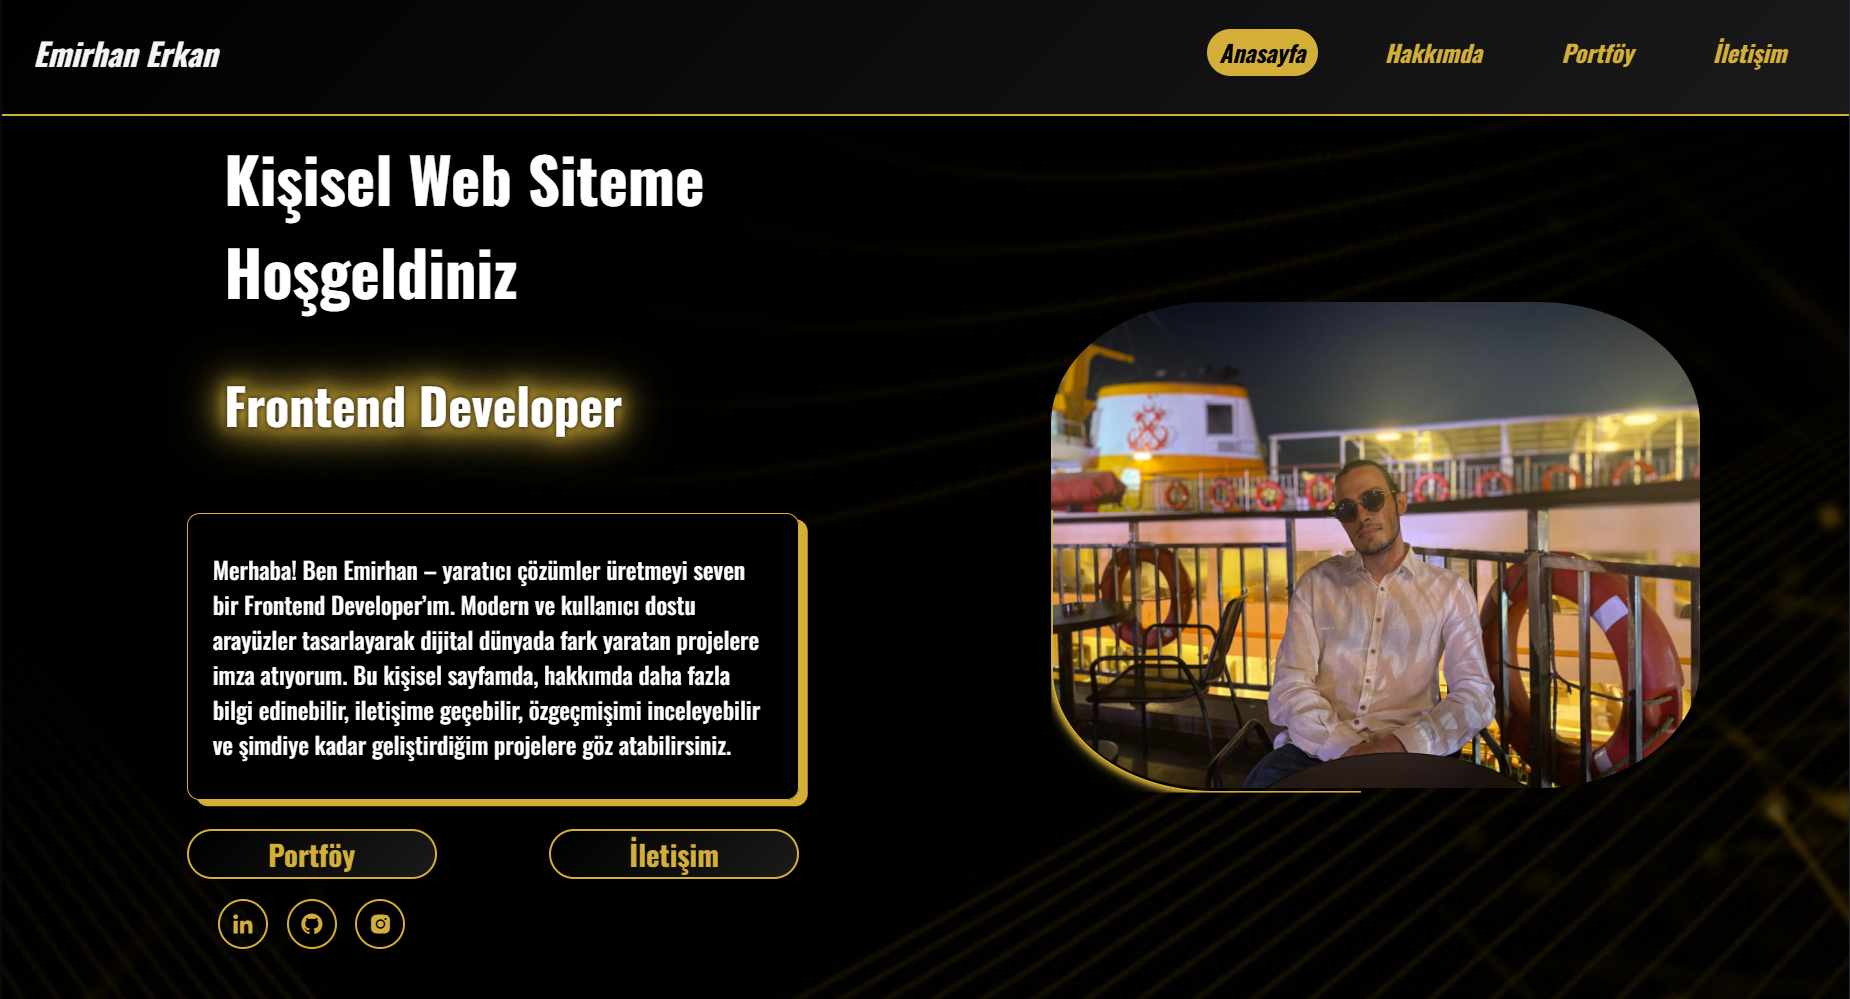 Emirhan Erkan
Anasayfa
Hakkımda
Portföy
İletişim
Kişisel Web Siteme
Hoşgeldiniz
Frontend Developer
Merhaba! Ben Emirhan – yaratıcı çözümler üretmeyi seven
bir Frontend Developer’ım. Modern ve kullanıcı dostu
arayüzler tasarlayarak dijital dünyada fark yaratan projelere
imza atıyorum. Bu kişisel sayfamda, hakkımda daha fazla
bilgi edinebilir, iletişime geçebilir, özgeçmişimi inceleyebilir
ve şimdiye kadar geliştirdiğim projelere göz atabilirsiniz.
Portföy
İletişim
in